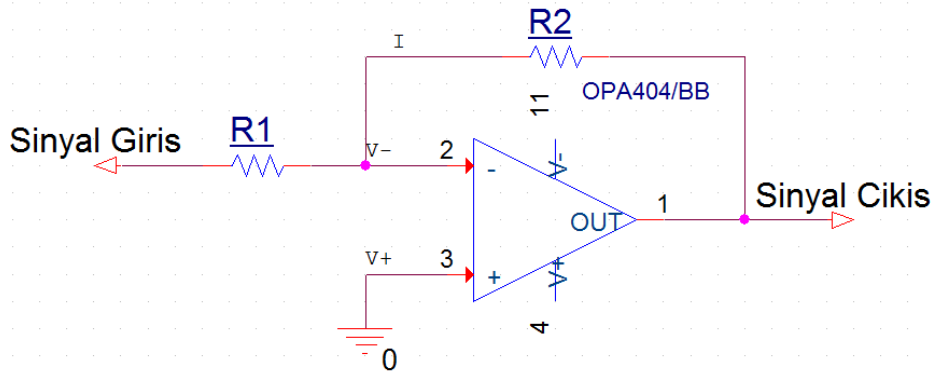 R2
I
11
OPA404/BB
Sinyal Giris
R1
V-
2
-
V-
OUT
1
Sinyal Cikis
V+
3
+
V+
4
0